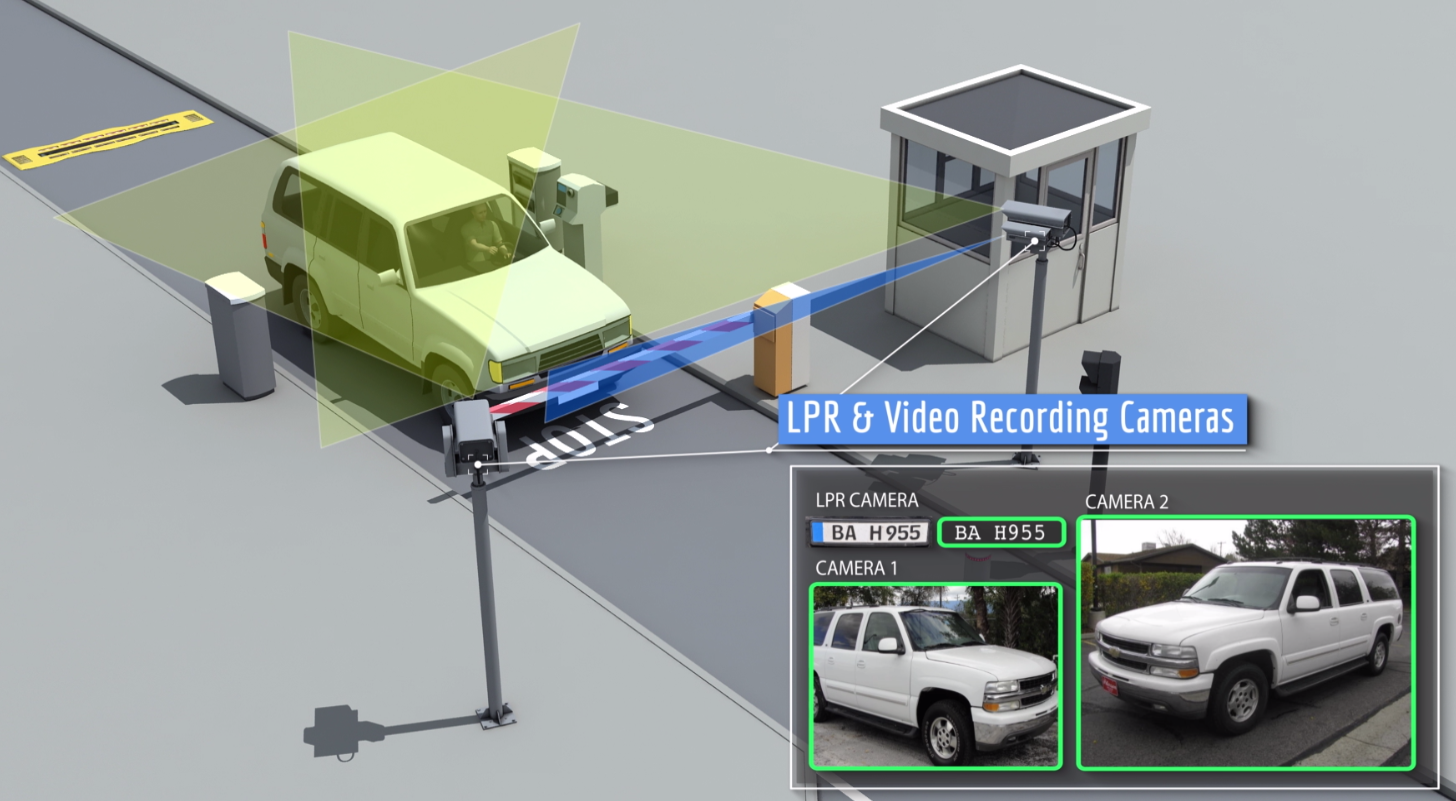 STOP
LPR & Video Recording Cameras
LPR CAMERA
BA H955
BA H955
CAMERA 1
CAMERA 2